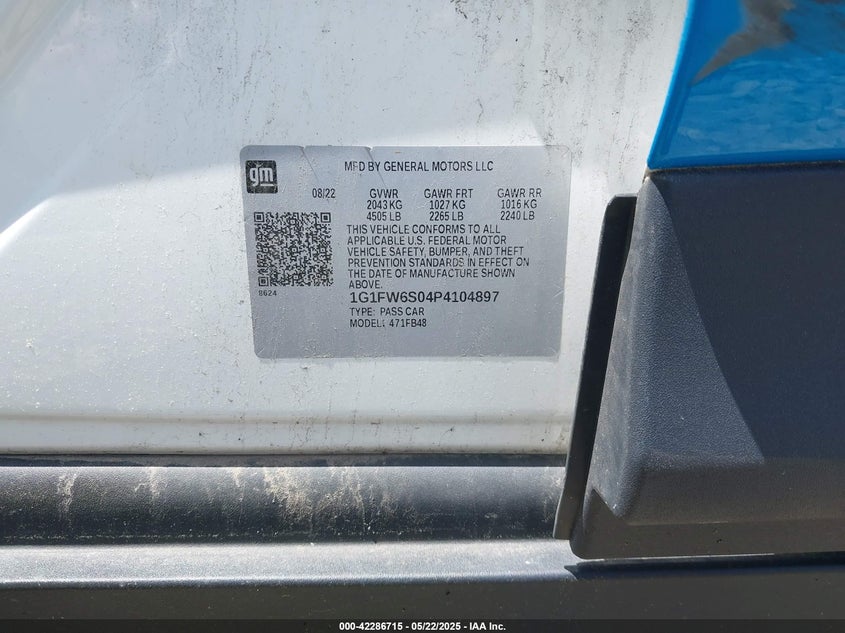 gm
MFD BY GENERAL MOTORS LLC
08/22 GVWR GAWR FRT GAWR RR
2043 KG 1027 KG 1016 KG
4505 LB 2265 LB 2240 LB
THIS VEHICLE CONFORMS TO ALL
APPLICABLE U.S. FEDERAL MOTOR
VEHICLE SAFETY, BUMPER, AND THEFT
PREVENTION STANDARDS IN EFFECT ON
THE DATE OF MANUFACTURE SHOWN
ABOVE.
8624
1G1FW6S04P4104897
TYPE: PASS CAR
MODEL: 471FB48
000-42286715 - 05/22/2025 - IAA Inc.